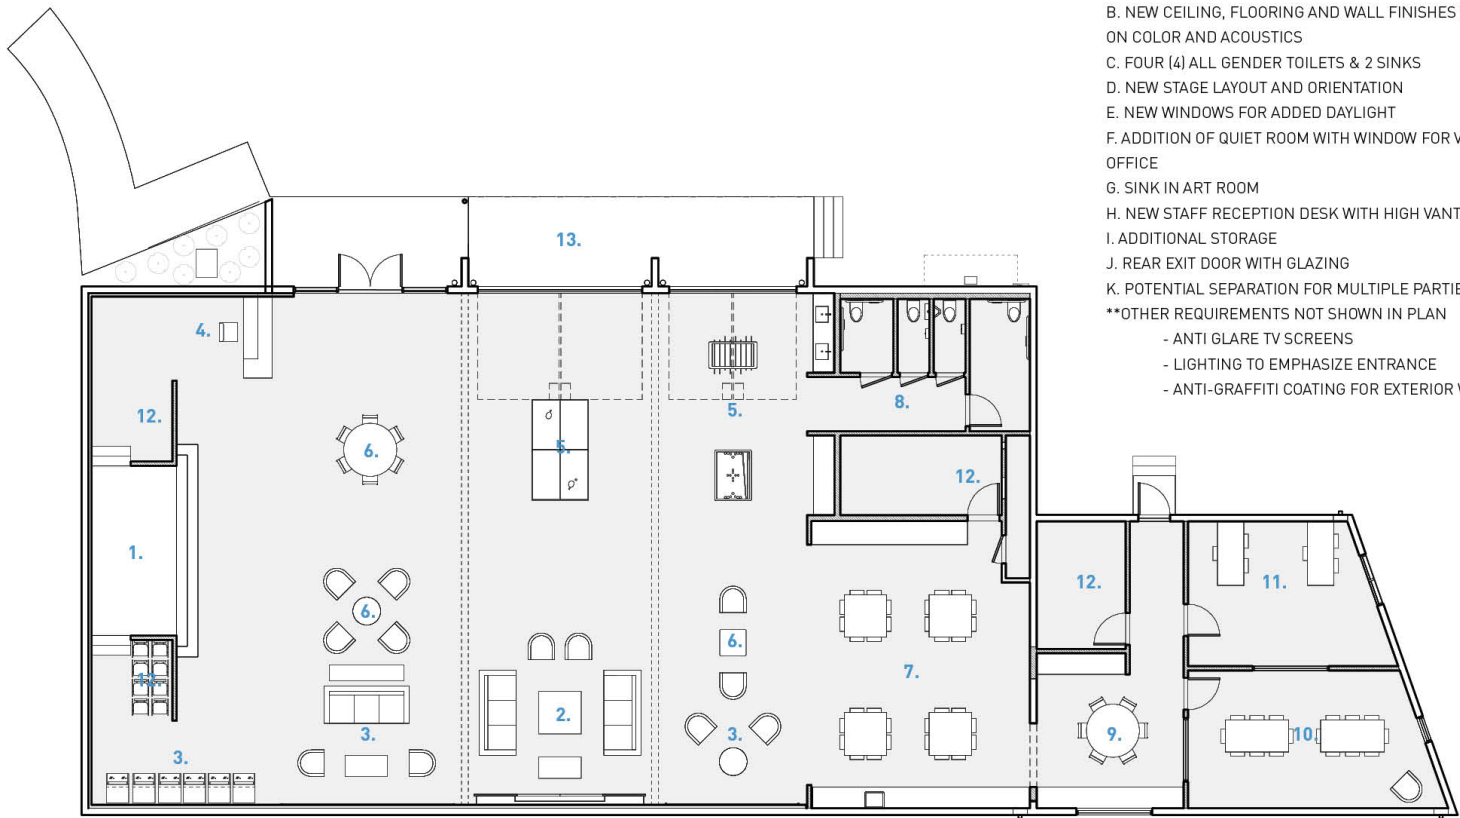 B. NEW CEILING, FLOORING AND WALL FINISHES
ON COLOR AND ACOUSTICS
C. FOUR (4) ALL GENDER TOILETS & 2 SINKS
D. NEW STAGE LAYOUT AND ORIENTATION
E. NEW WINDOWS FOR ADDED DAYLIGHT
F. ADDITION OF QUIET ROOM WITH WINDOW FOR
OFFICE
G. SINK IN ART ROOM
H. NEW STAFF RECEPTION DESK WITH HIGH
I. ADDITIONAL STORAGE
J. REAR EXIT DOOR WITH GLAZING
K. POTENTIAL SEPARATION FOR MULTIPLE
**OTHER REQUIREMENTS NOT SHOWN IN PLAN
- ANTI GLARE TV SCREENS
- LIGHTING TO EMPHASIZE ENTRANCE
- ANTI-GRAFFITI COATING FOR EXTERIOR
13.
4.
12.
5.
8.
6.
5.
12.
1.
6.
12.
11.
6.
12.
7.
2.
3.
3.
9.
10.
3.